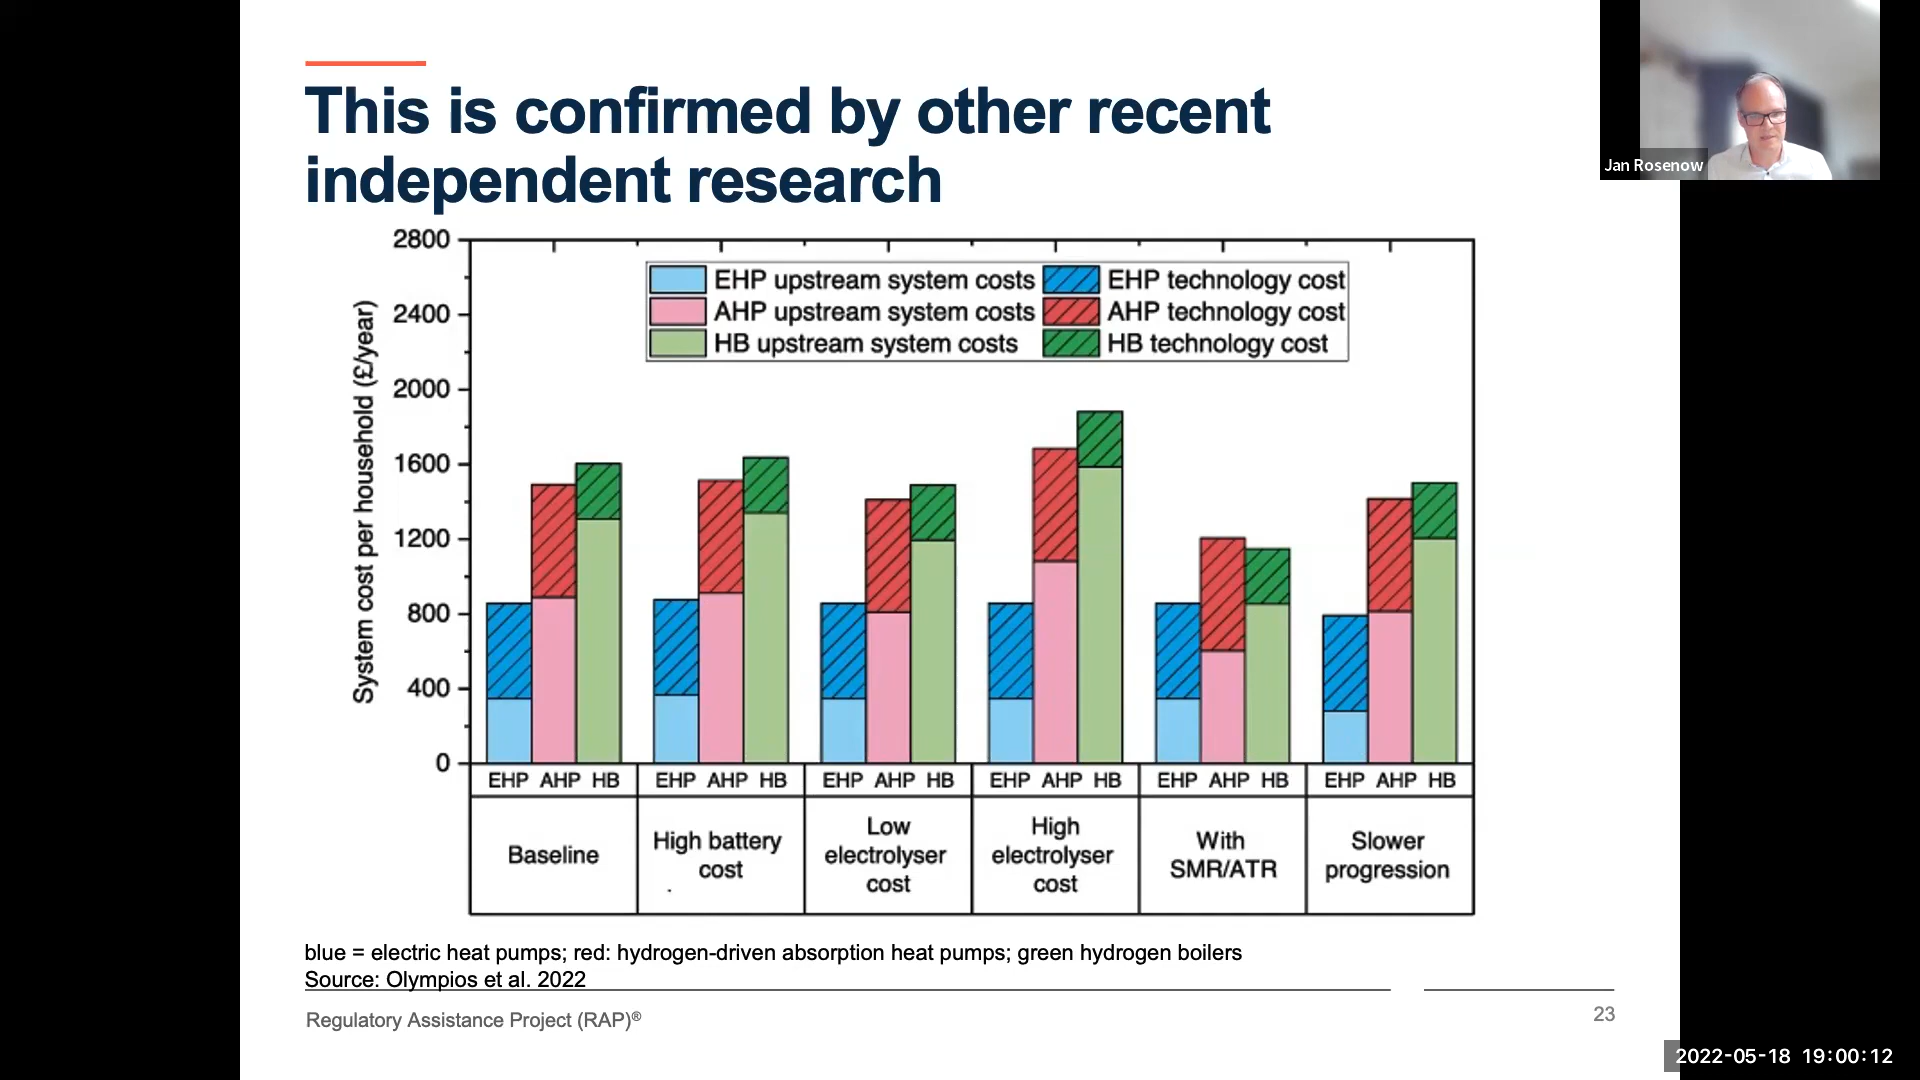 This is confirmed by other recent
independent research
Jan Rosenow
2800
2400
2000
1600
1200
800
400
0
System cost per household (£/year)
EHP upstream system costs EHP technology cost
AHP upstream system costs AHP technology cost
HB upstream system costs HB technology cost
EHP AHP HB EHP AHP HB EHP AHP HB EHP AHP HB EHP AHP HB EHP AHP HB
Baseline
High battery
cost
Low
electrolyser
cost
High
electrolyser
cost
With
SMR/ATR
Slower
progression
blue = electric heat pumps; red: hydrogen-driven absorption heat pumps; green hydrogen boilers
Source: Olympios et al. 2022
Regulatory Assistance Project (RAP)®
23
2022-05-18 19:00:12